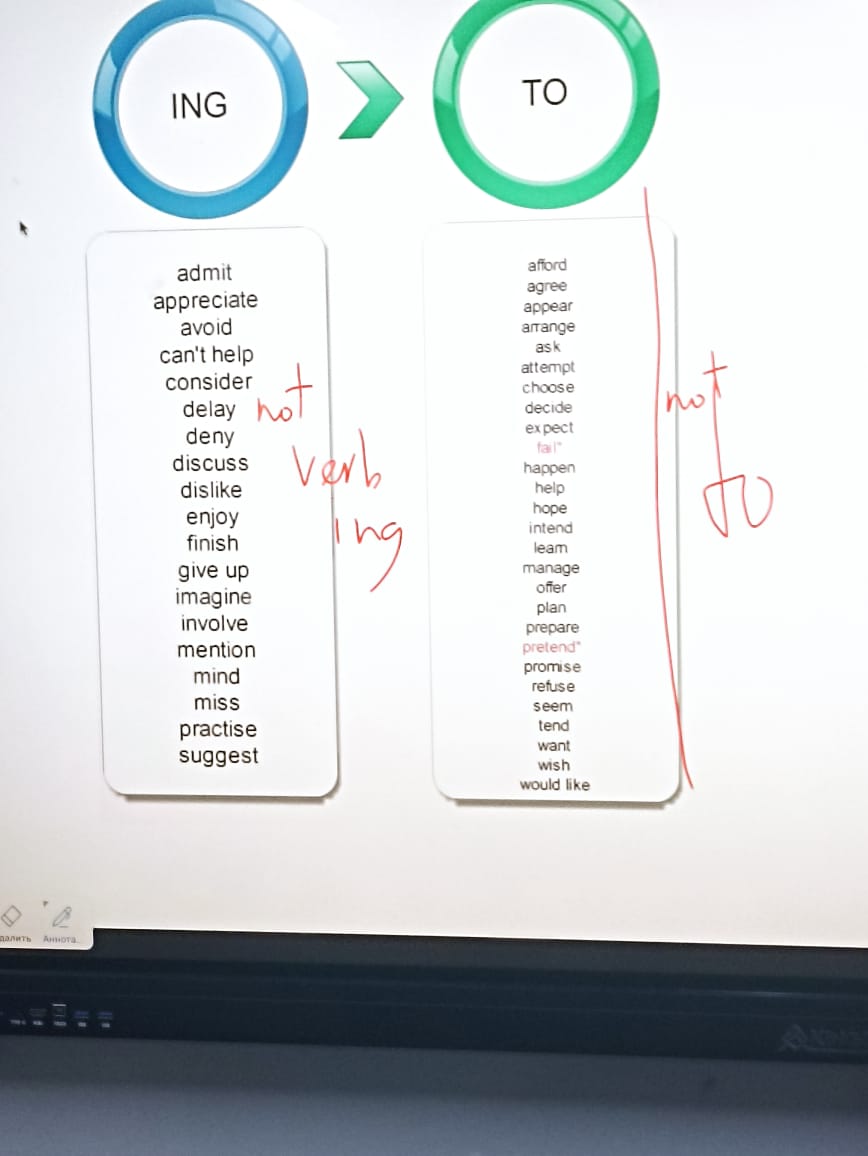 ING
TO
admit
appreciate
avoid
can't help
consider
delay
deny
discuss
dislike
enjoy
finish
give up
imagine
involve
mention
mind
miss
practise
suggest
not
verb
ing
afford
agree
appear
arrange
ask
attempt
choose
decide
expect
fail*
happen
help
hope
intend
learn
manage
offer
plan
prepare
pretend*
promise
refuse
seem
tend
want
wish
would like
not
TO
Аннота...